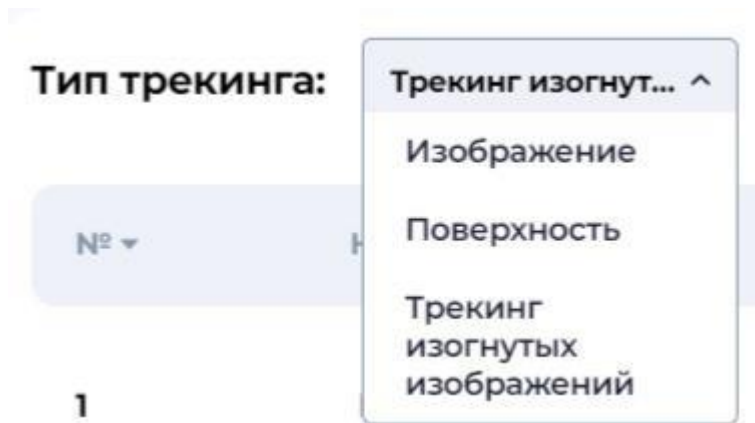 Тип трекинга:
Трекинг изогнут...
Изображение
Поверхность
Трекинг
изогнутых
изображений
№
1